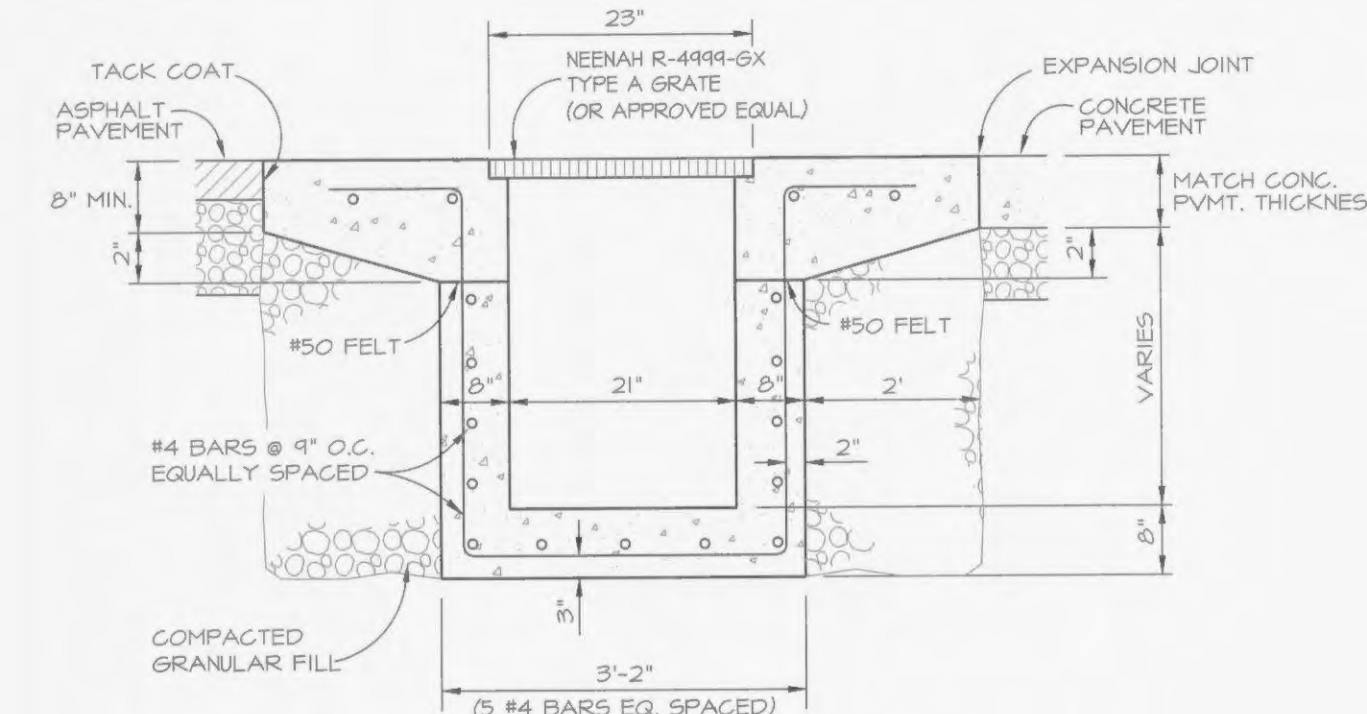 23"
TACK COAT
NEENAH R-4999-GX
TYPE A GRATE
(OR APPROVED EQUAL)
EXPANSION JOINT
ASPHALT
PAVEMENT
CONCRETE
PAVEMENT
8" MIN.
MATCH CONC.
PVMT. THICKNES
2"
2"
#50 FELT
#50 FELT
VARIES
8"
21"
8"
2'
#4 BARS @ 9" O.C.
EQUALLY SPACED
2"
8"
3"
COMPACTED
GRANULAR FILL
3'-2"
(5 #4 BARS EQ. SPACED)